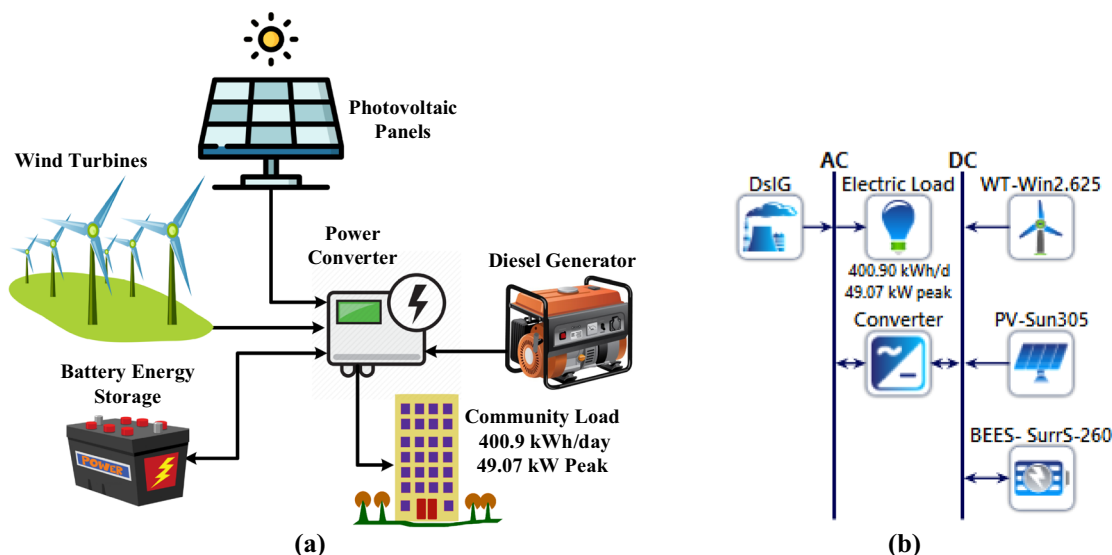 Photovoltaic
Panels
Wind Turbines
Power
Converter
Diesel Generator
Battery Energy
Storage
POWER
Community Load
400.9 kWh/day
49.07 kW Peak
(a)
AC
DC
DsIG
Electric Load
WT-Win2.625
400.90 kWh/d
49.07 kW peak
Converter
PV-Sun305
BEES- SurrS-260
(b)